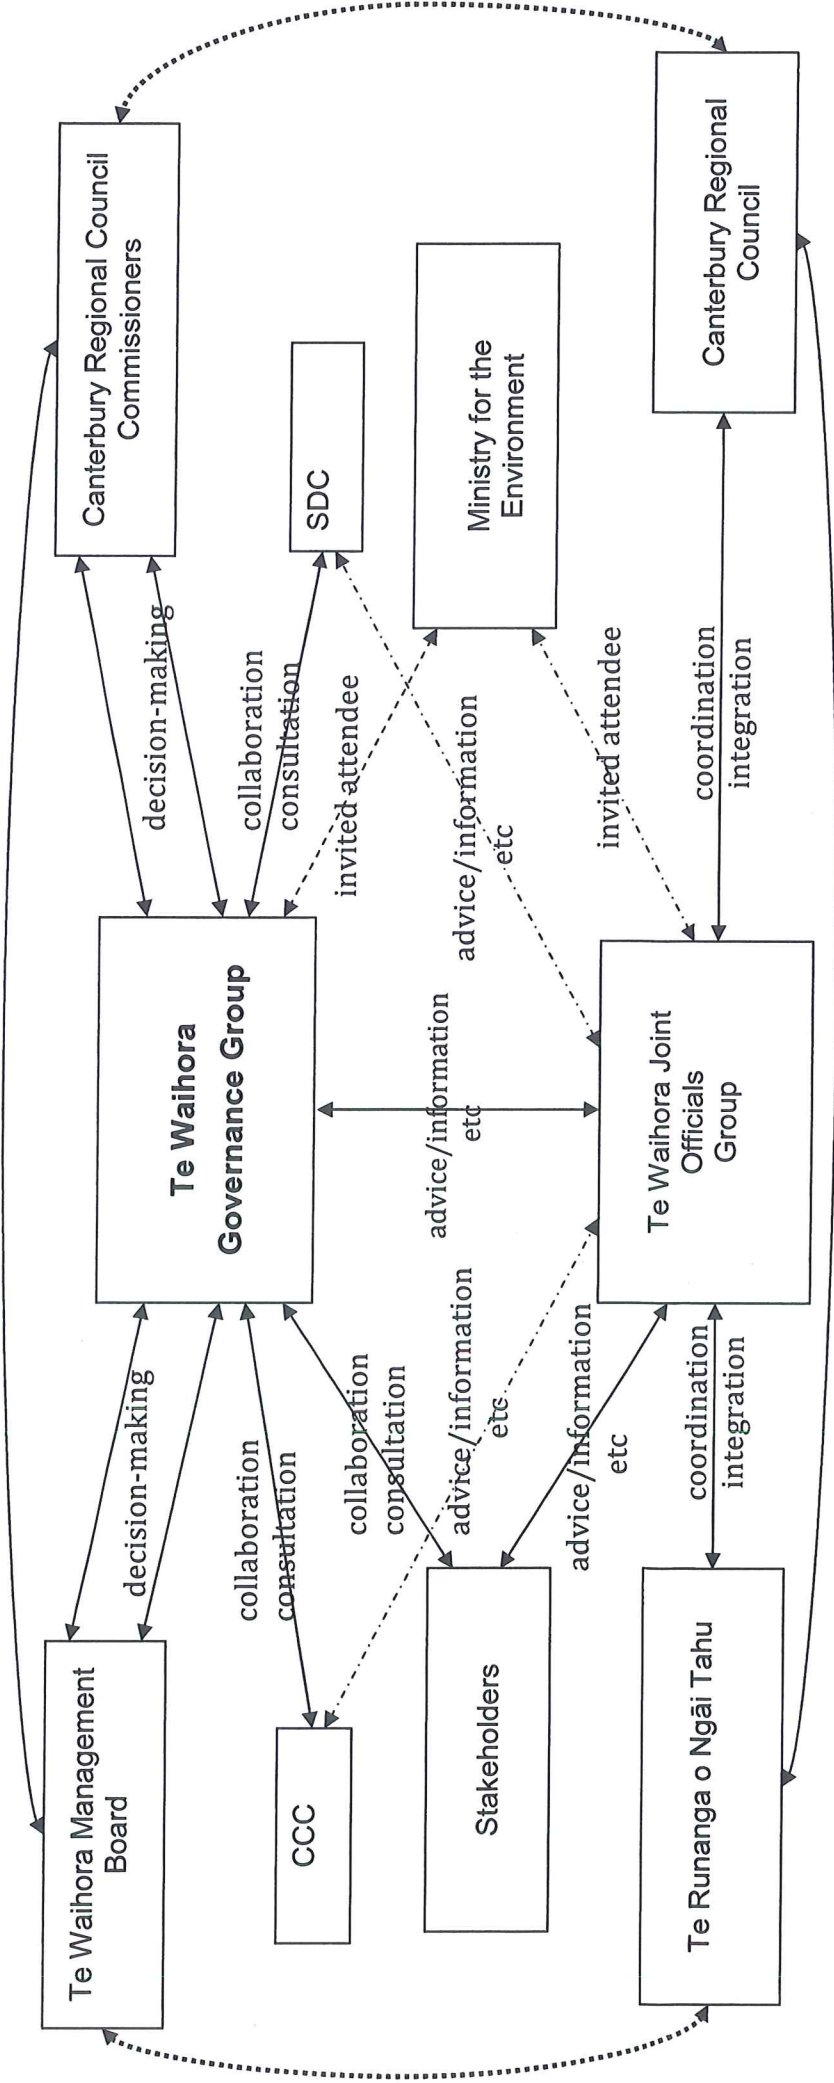 Te Waihora Management
Board
decision-making
Te Waihora
Governance Group
decision-making
Canterbury Regional Council
Commissioners
CCC
collaboration
consultation
collaboration
consultation
SDC
collaboration
consultation
invited attendee
Stakeholders
advice/information
etc
advice/information
etc
advice/information
etc
Ministry for the
Environment
advice/information
etc
invited attendee
Te Runanga o Ngāi Tahu
coordination
integration
Te Waihora Joint
Officials
Group
coordination
integration
Canterbury Regional
Council